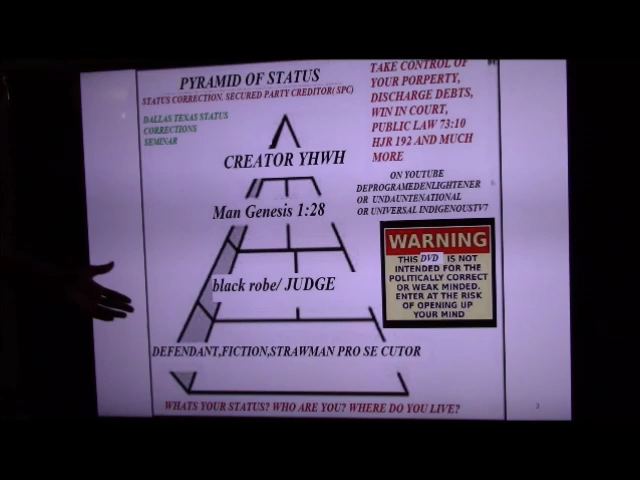 PYRAMID OF STATUS
STATUS CORRECTION. SECURED PARTY CREDITOR( SPC)
DALLAS TEXAS STATUS
CORRECTIONS
SEMINAR
TAKE CONTROL OF
YOUR PORPERTY,
DISCHARGE DEBTS,
WIN IN COURT,
PUBLIC LAW 73:10
HJR 192 AND MUCH
MORE
ON YOUTUBE
DEPROGRAMEDENLIGHTENER
OR UNDAUNTENATIONAL
OR UNIVERSAL INDIGENOUSTV7
CREATOR YHWH
Man Genesis 1:28
black robe/ JUDGE
DEFENDANT,FICTION,STRAWMAN PRO SE CUTOR
WARNING
THIS DVD IS NOT
INTENDED FOR THE
POLITICALLY CORRECT
OR WEAK MINDED.
ENTER AT THE RISK
OF OPENING UP
YOUR MIND
WHATS YOUR STATUS? WHO ARE YOU? WHERE DO YOU LIVE?
2